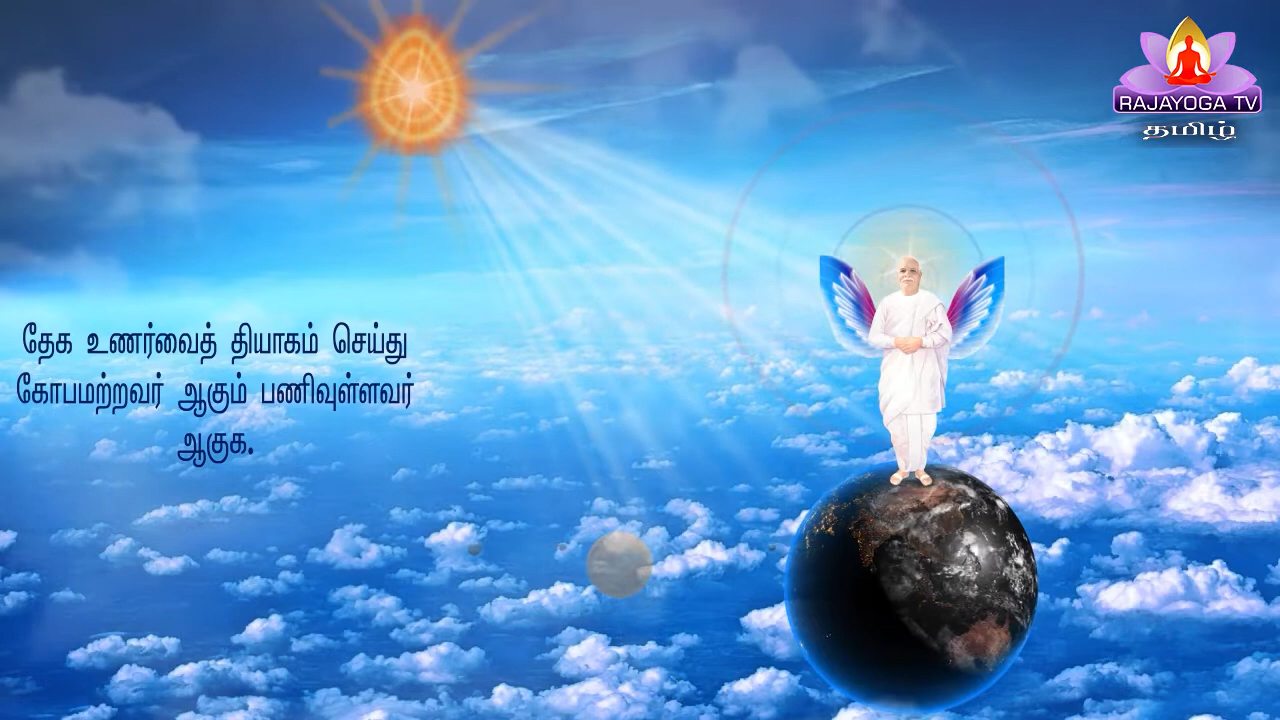 RAJAYOGA TV
தமிழ்
தேக உணர்வைத் தியாகம் செய்து
கோபமற்றவர் ஆகும் பணிவுள்ளவர்
ஆகுக.